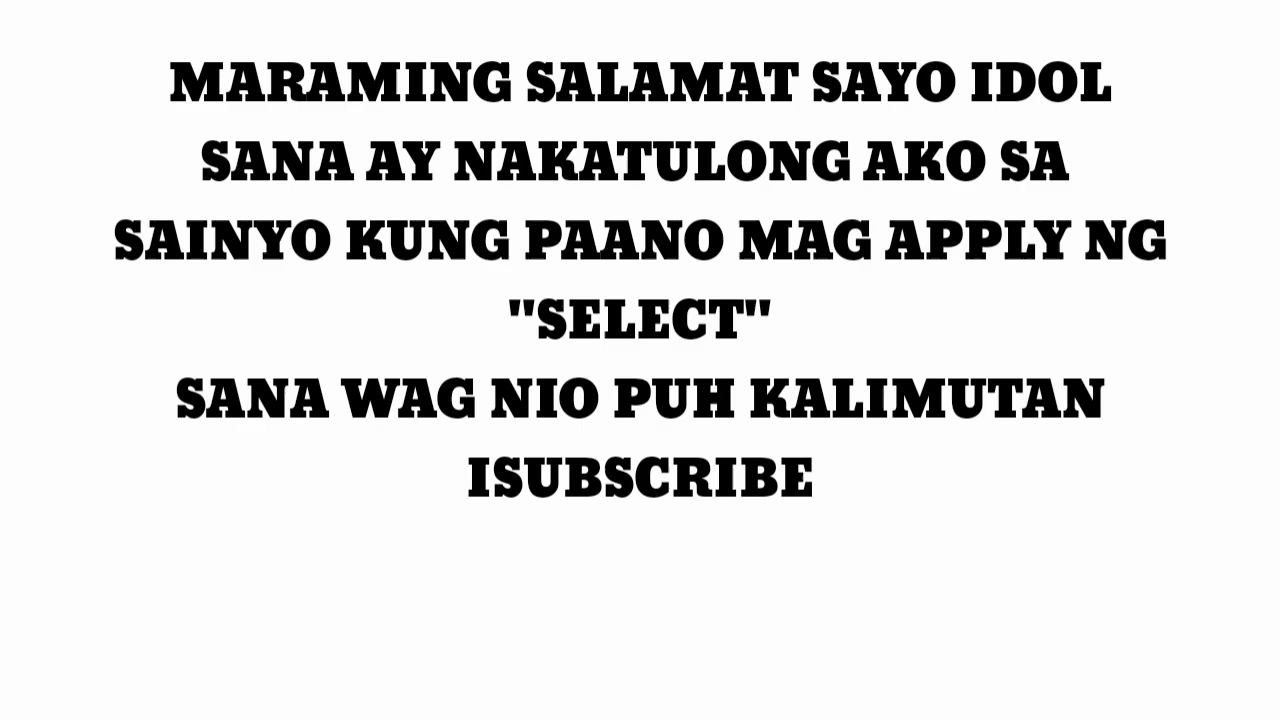 MARAMING SALAMAT SAYO IDOL
SANA AY NAKATULONG AKO SA
SAINYO KUNG PAANO MAG APPLY NG
"SELECT"
SANA WAG NIO PUH KALIMUTAN
ISUBSCRIBE